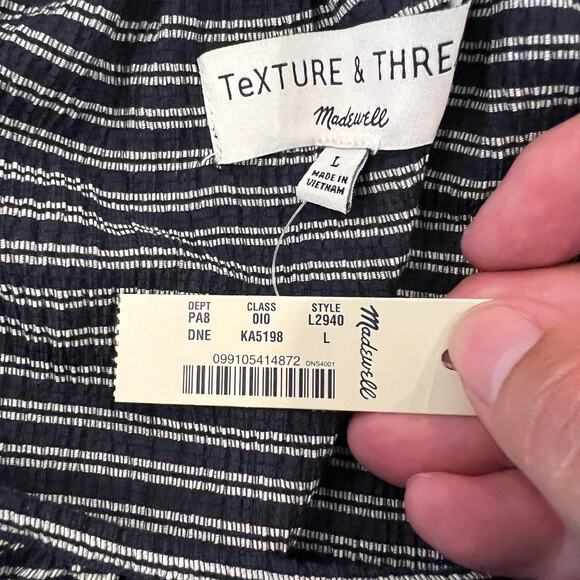 TeXTURE & THRE
Madewell
L
MADE IN
VIETNAM
DEPT CLASS STYLE
PA8 010 L2940
DNE KA5198 L
099105414872 DNS4001
Madewell